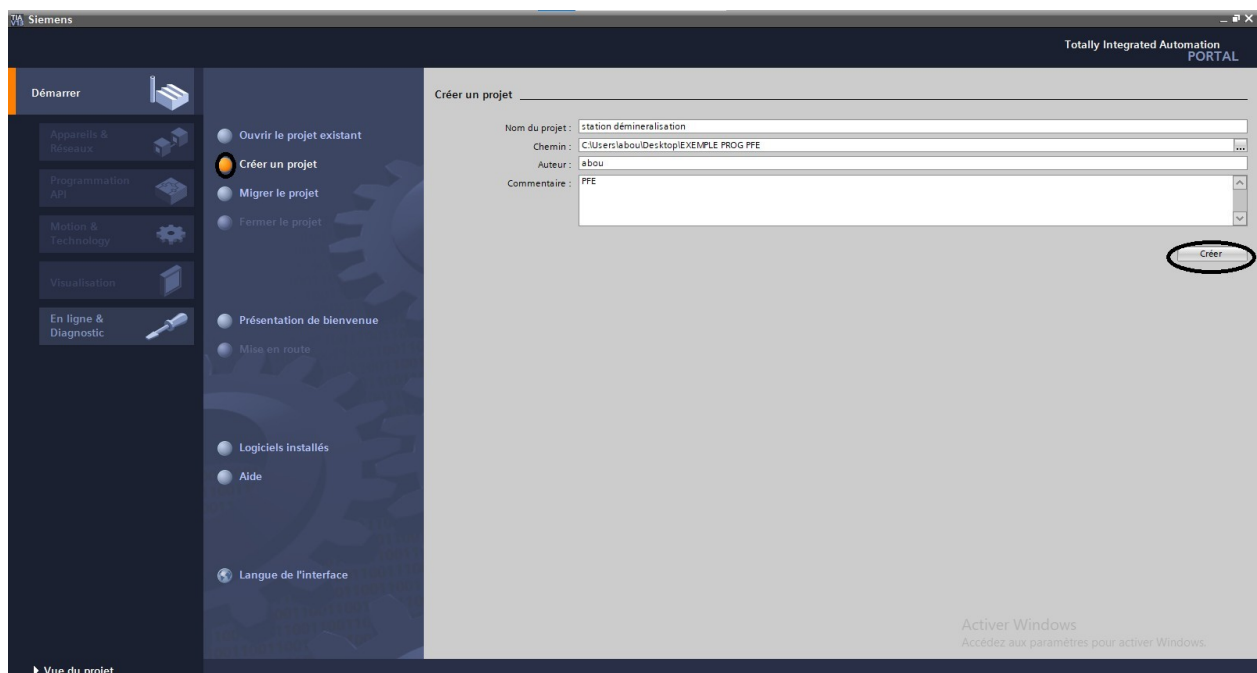 Siemens
Totally Integrated Automation
PORTAL
Démarrer
Appareils &
Réseaux
Programmation
API
Motion &
Technology
Visualisation
En ligne &
Diagnostic
Ouvrir le projet existant
Créer un projet
Migrer le projet
Fermer le projet
Présentation de bienvenue
Mise en route
Logiciels installés
Aide
Langue de l'interface
Créer un projet
Nom du projet : station démineralisation
Chemin : C:\Users\abou\Desktop\EXEMPLE PROG PFE
...
Auteur : abou
Commentaire : PFE
Créer
Activer Windows
Accédez aux paramètres pour activer Windows.
Vue du projet